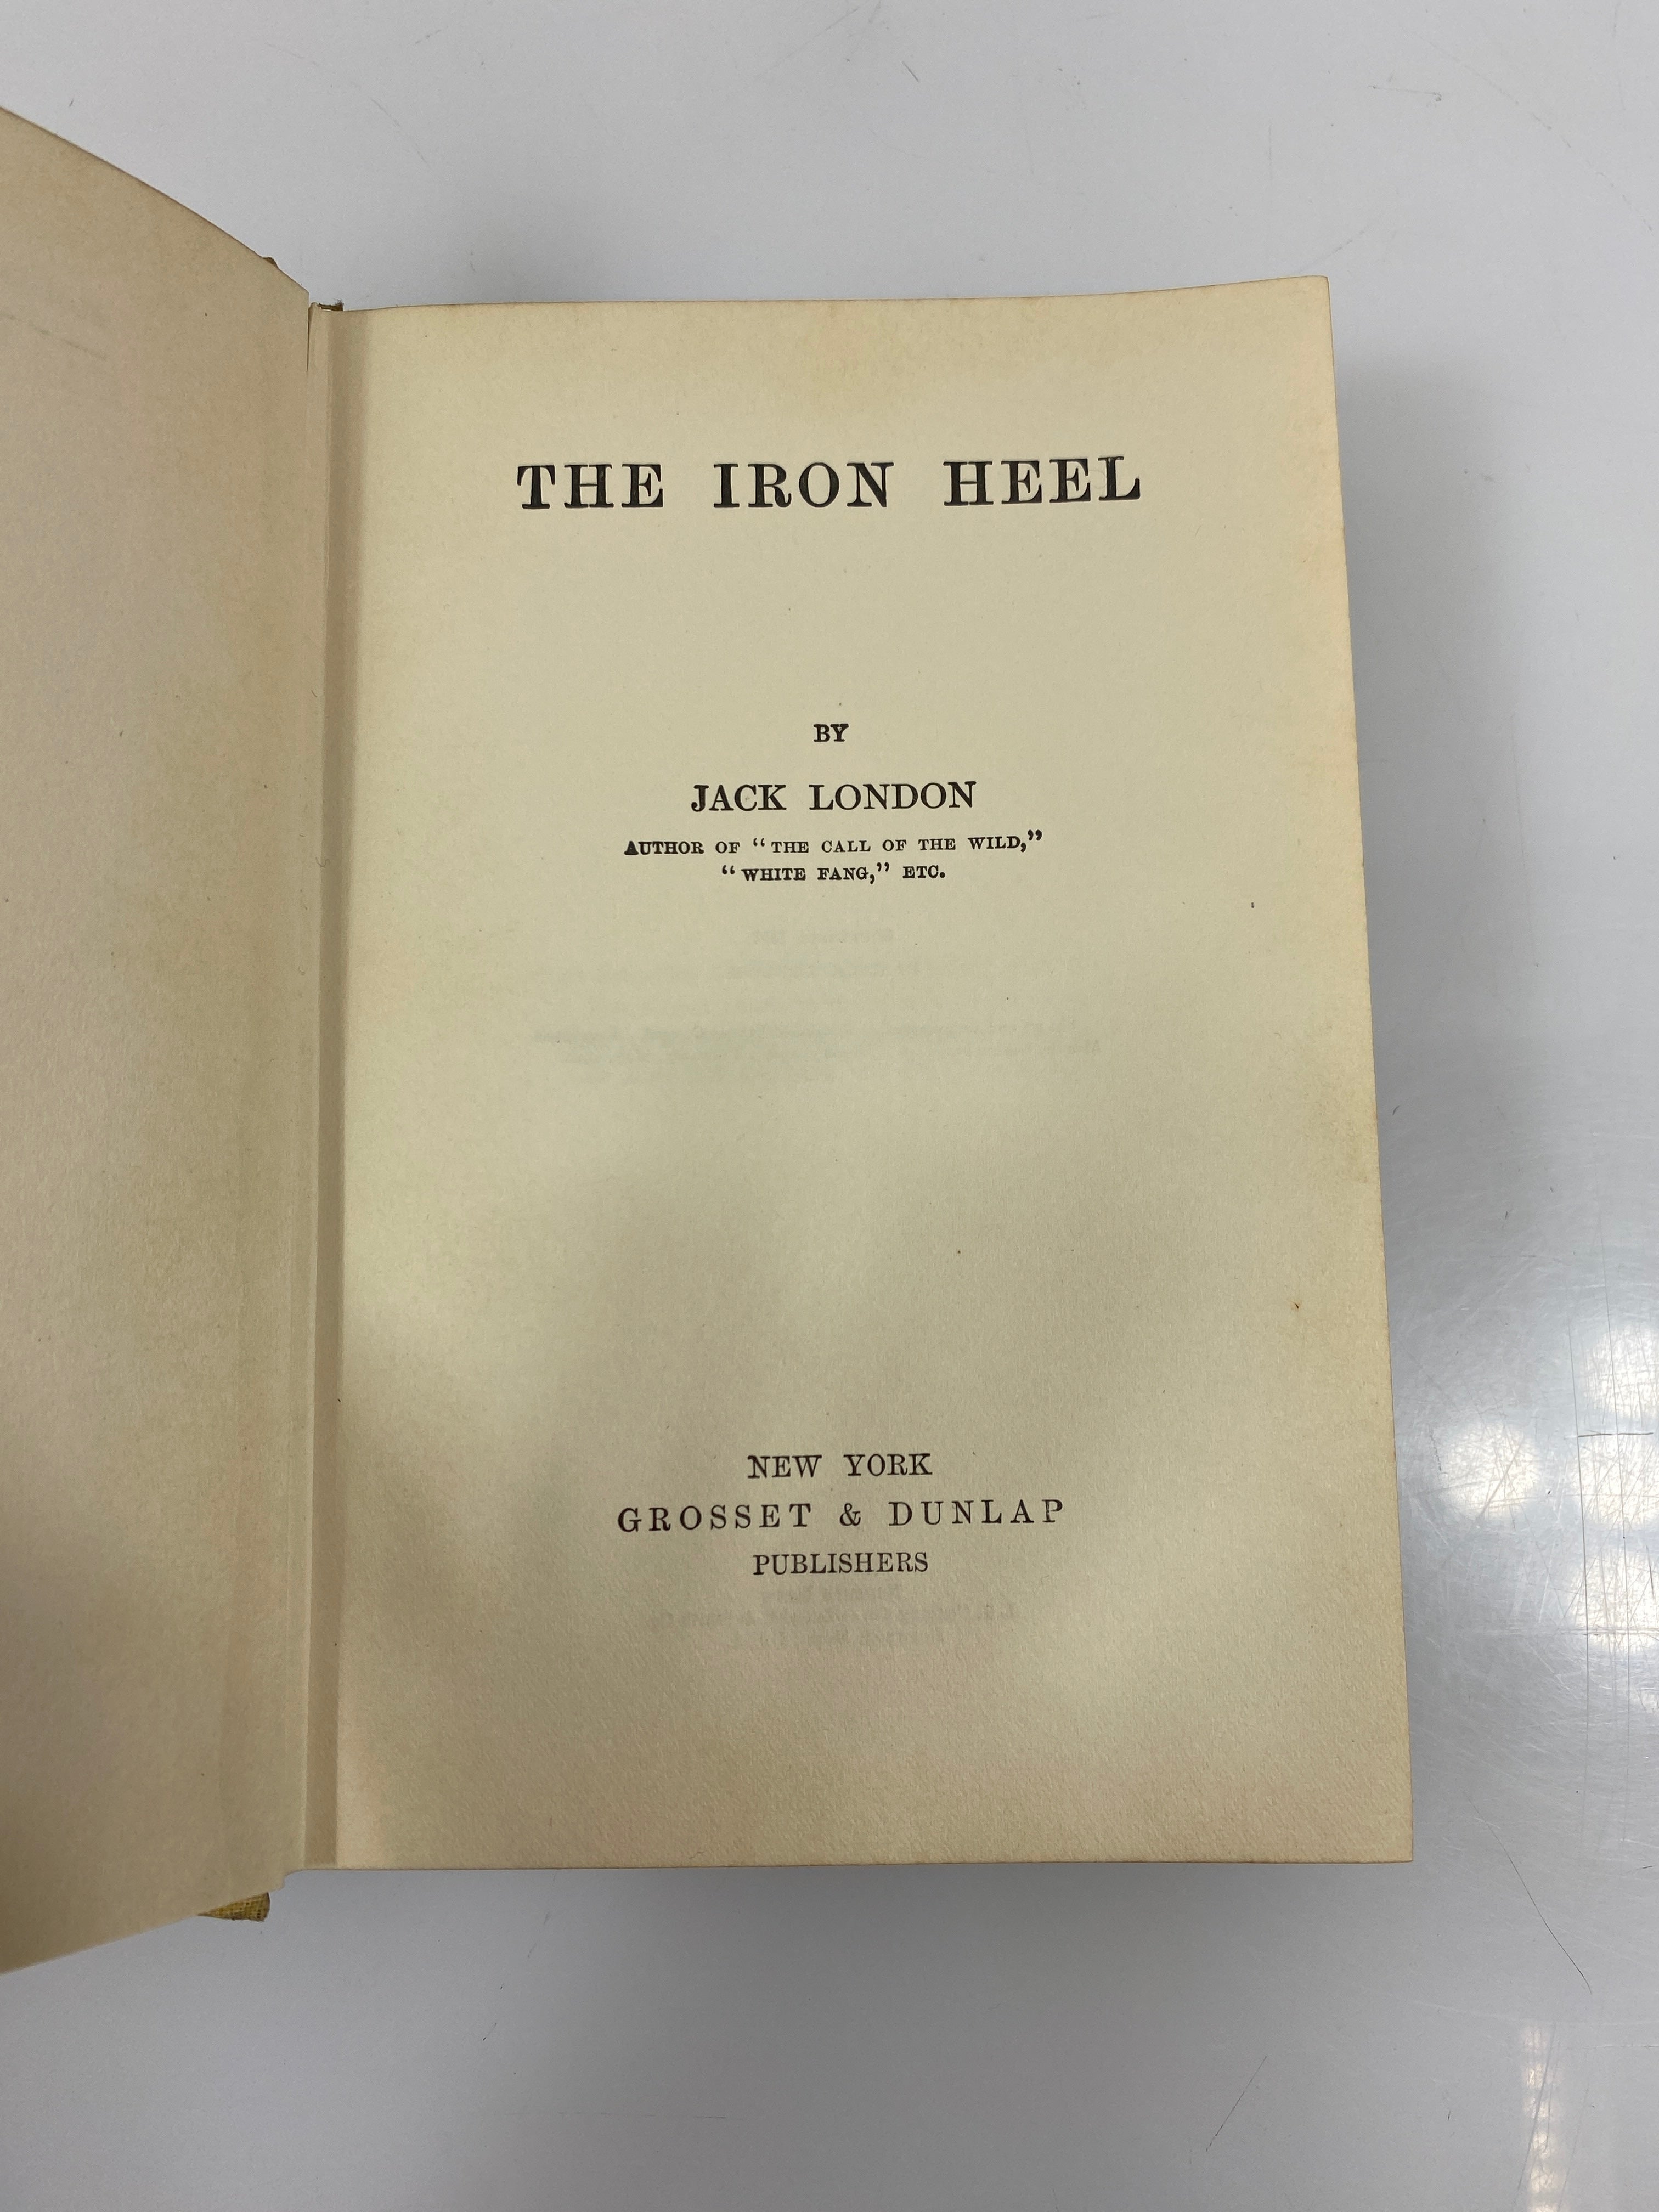 THE IRON HEEL
BY
JACK LONDON
AUTHOR OF "THE CALL OF THE WILD,"
"WHITE FANG," ETC.
NEW YORK
GROSSET & DUNLAP
PUBLISHERS